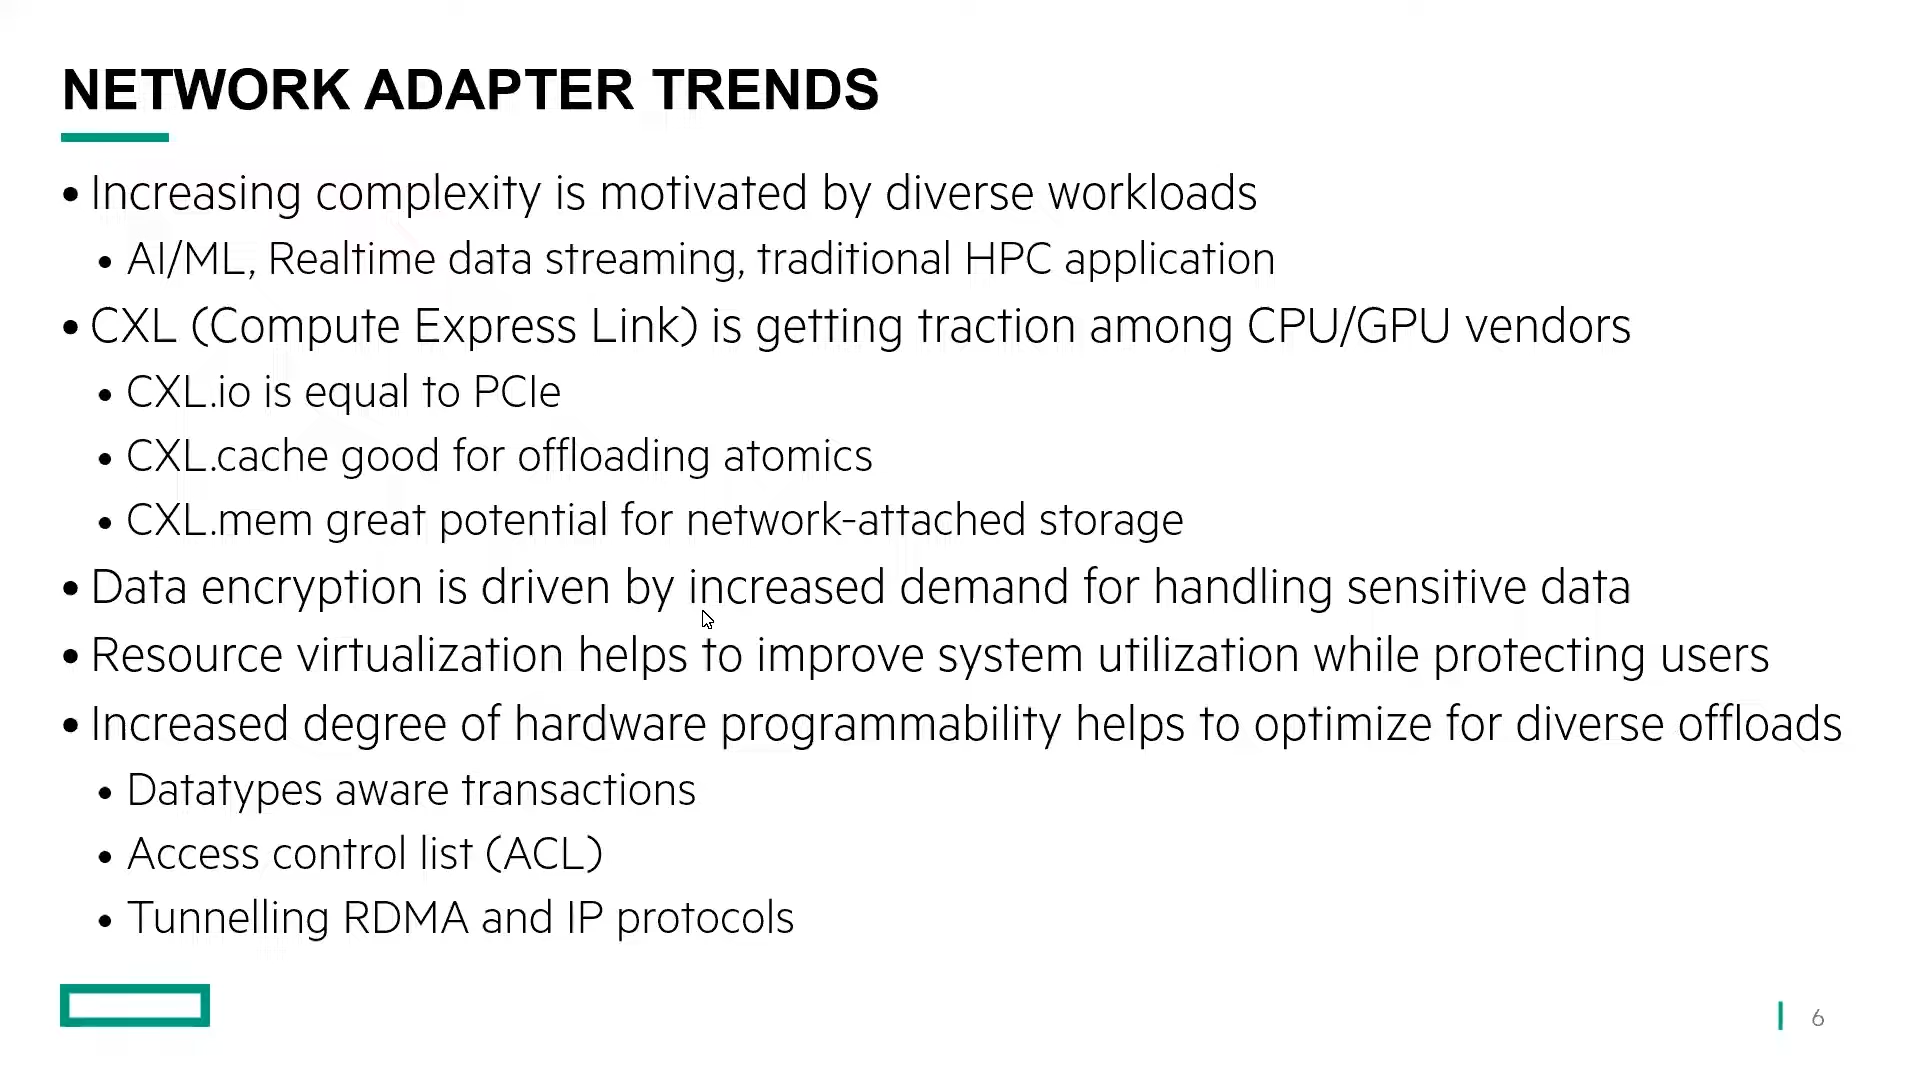 NETWORK ADAPTER TRENDS
• Increasing complexity is motivated by diverse workloads
• AI/ML, Realtime data streaming, traditional HPC application
• CXL (Compute Express Link) is getting traction among CPU/GPU vendors
• CXL.io is equal to PCIe
• CXL.cache good for offloading atomics
• CXL.mem great potential for network-attached storage
• Data encryption is driven by increased demand for handling sensitive data
• Resource virtualization helps to improve system utilization while protecting users
• Increased degree of hardware programmability helps to optimize for diverse offloads
• Datatypes aware transactions
• Access control list (ACL)
• Tunnelling RDMA and IP protocols
6